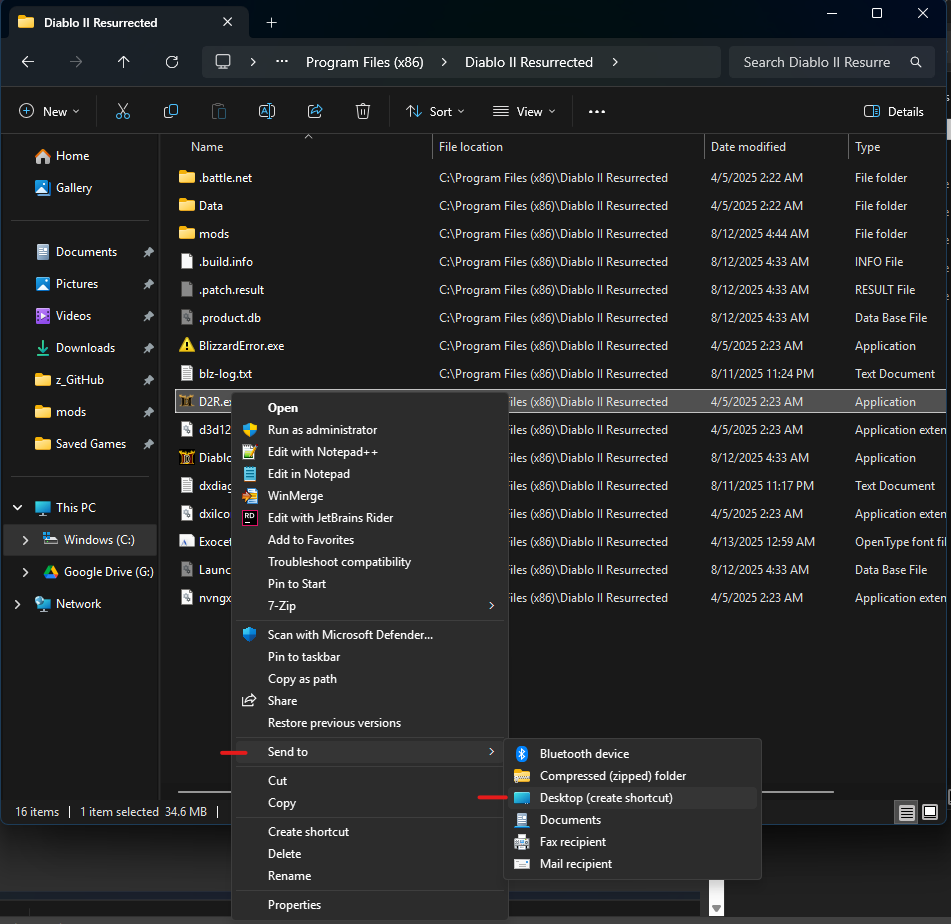 Diablo II Resurrected
Program Files (x86) Diablo II Resurrected Search Diablo II Resurre
New Sort View Details
Name File location Date modified Type
Home
Gallery
Documents
Pictures
Videos
Downloads
z_GitHub
mods
Saved Games
This PC
Windows (C:)
Google Drive (G:)
Network
.battle.net C:\Program Files (x86)\Diablo II Resurrected 4/5/2025 2:22 AM File folder
Data C:\Program Files (x86)\Diablo II Resurrected 4/5/2025 2:22 AM File folder
mods C:\Program Files (x86)\Diablo II Resurrected 8/12/2025 4:44 AM File folder
.build.info C:\Program Files (x86)\Diablo II Resurrected 8/12/2025 4:33 AM INFO File
.patch.result C:\Program Files (x86)\Diablo II Resurrected 8/12/2025 4:33 AM RESULT File
.product.db C:\Program Files (x86)\Diablo II Resurrected 8/12/2025 4:33 AM Data Base File
BlizzardError.exe C:\Program Files (x86)\Diablo II Resurrected 4/5/2025 2:23 AM Application
blz-log.txt C:\Program Files (x86)\Diablo II Resurrected 8/11/2025 11:24 PM Text Document
D2R.ex iles (x86)\Diablo II Resurrected 4/5/2025 2:23 AM Application
d3d12 iles (x86)\Diablo II Resurrected 4/5/2025 2:23 AM Application exten
Diablo iles (x86)\Diablo II Resurrected 4/5/2025 2:23 AM Application
dxdiag iles (x86)\Diablo II Resurrected 8/11/2025 11:17 PM Text Document
dxilco iles (x86)\Diablo II Resurrected 4/5/2025 2:23 AM Application exten
Exocet iles (x86)\Diablo II Resurrected 4/13/2025 12:59 AM OpenType font fil
Launc iles (x86)\Diablo II Resurrected 8/12/2025 4:33 AM Data Base File
nvngx iles (x86)\Diablo II Resurrected 4/5/2025 2:23 AM Application exten
Open
Run as administrator
Edit with Notepad++
Edit in Notepad
WinMerge
Edit with JetBrains Rider
Add to Favorites
Troubleshoot compatibility
Pin to Start
7-Zip
Scan with Microsoft Defender...
Pin to taskbar
Copy as path
Share
Restore previous versions
Send to
Cut
Copy
Create shortcut
Delete
Rename
Properties
Bluetooth device
Compressed (zipped) folder
Desktop (create shortcut)
Documents
Fax recipient
Mail recipient
16 items 1 item selected 34.6 MB